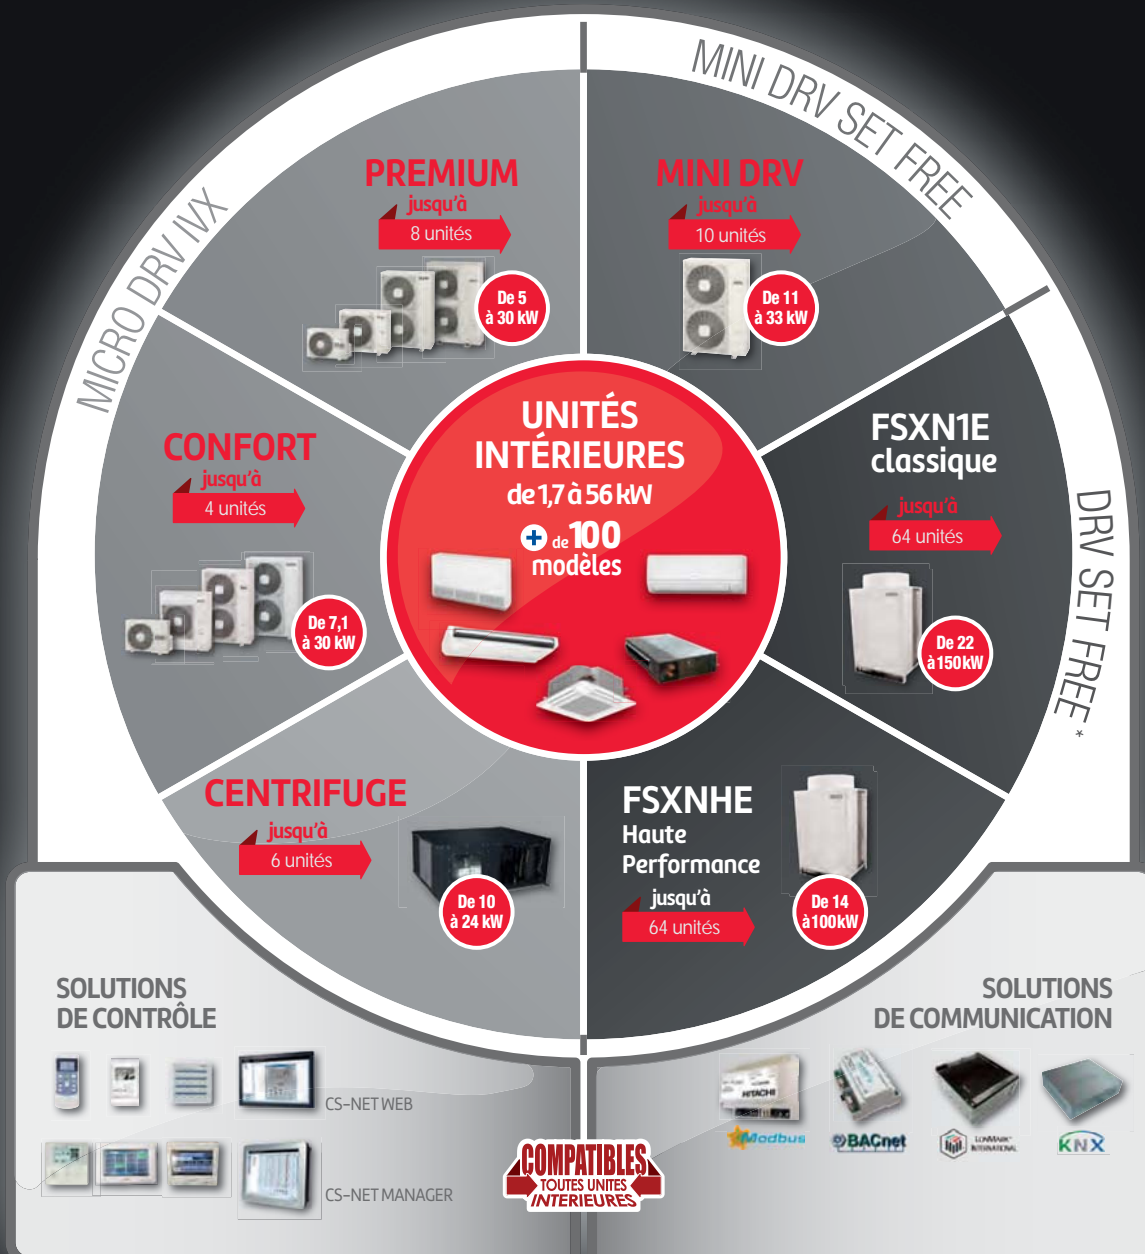 MICRO DRV IVX
MINI DRV SET FREE
DRV SET FREE *
PREMIUM
jusqu'à
8 unités
De 5
à 30 kW
MINI DRV
jusqu'à
10 unités
De 11
à 33 kW
CONFORT
jusqu'à
4 unités
De 7,1
à 30 kW
UNITÉS
INTÉRIEURES
de 1,7 à 56 kW
+ de 100
modèles
FSXN1E
classique
jusqu'à
64 unités
De 22
à 150 kW
CENTRIFUGE
jusqu'à
6 unités
De 10
à 24 kW
FSXNHE
Haute
Performance
jusqu'à
64 unités
De 14
à 100 kW
SOLUTIONS
DE CONTRÔLE
CS-NET WEB
CS-NET MANAGER
SOLUTIONS
DE COMMUNICATION
HITACHI
Modbus
BACnet
LONMARK
INTERNATIONAL
KNX
COMPATIBLES
TOUTES UNITES
INTERIEURES